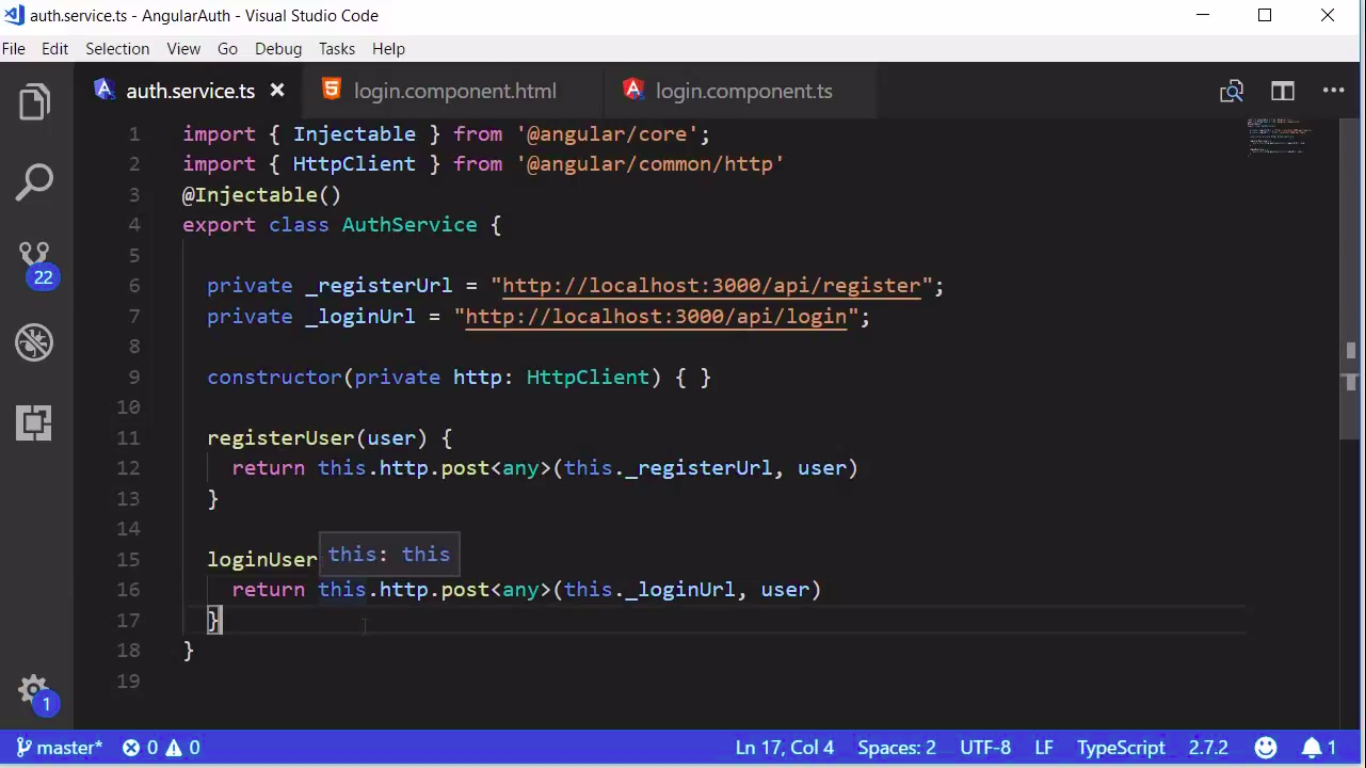 auth.service.ts - AngularAuth - Visual Studio Code
File Edit Selection View Go Debug Tasks Help
auth.service.ts login.component.html login.component.ts
1 import { Injectable } from '@angular/core';
2 import { HttpClient } from '@angular/common/http'
3 @Injectable()
4 export class AuthService {
5
6 private _registerUrl = "http://localhost:3000/api/register";
7 private _loginUrl = "http://localhost:3000/api/login";
8
9 constructor(private http: HttpClient) { }
10
11 registerUser(user) {
12 return this.http.post<any>(this._registerUrl, user)
13 }
14
15 loginUser
this: this
16 return this.http.post<any>(this._loginUrl, user)
17 }
18 }
19
22
1
master* 0 0 Ln 17, Col 4 Spaces: 2 UTF-8 LF TypeScript 2.7.2 1